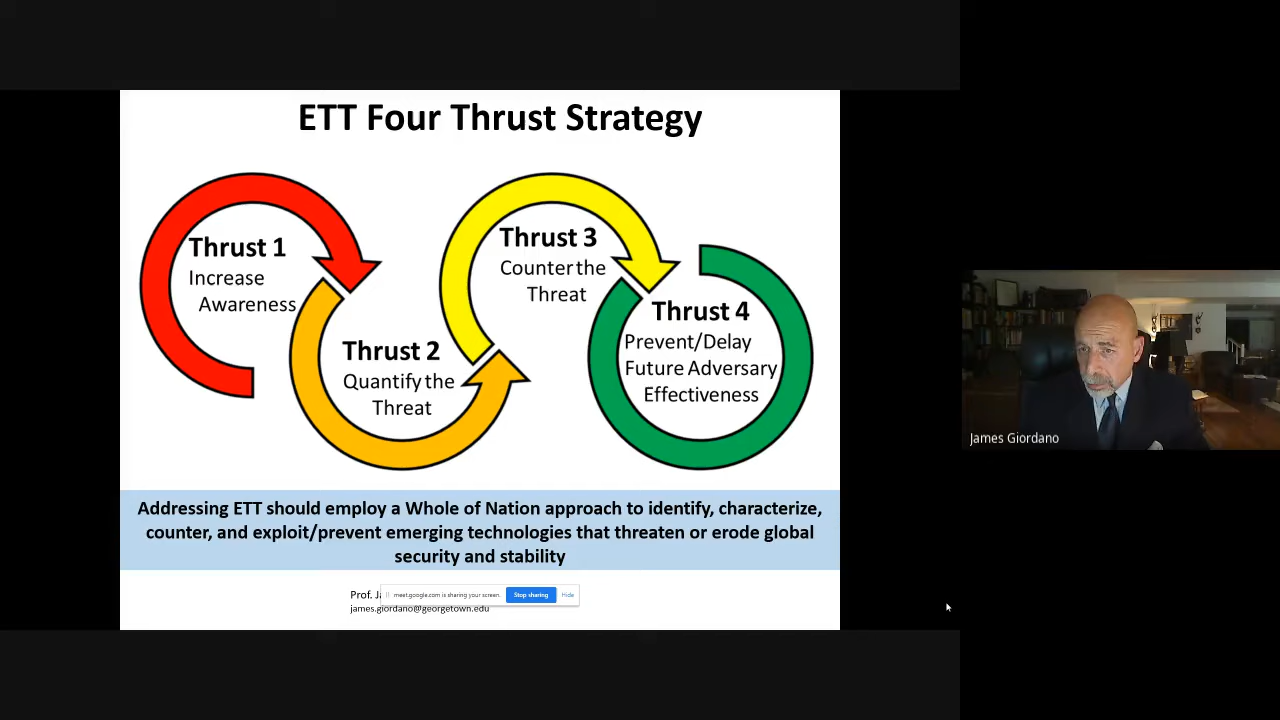 ETT Four Thrust Strategy
Thrust 1
Increase
Awareness
Thrust 2
Quantify the
Threat
Thrust 3
Counter the
Threat
Thrust 4
Prevent/Delay
Future Adversary
Effectiveness
Addressing ETT should employ a Whole of Nation approach to identify, characterize,
counter, and exploit/prevent emerging technologies that threaten or erode global
security and stability
Prof.
meet.google.com is sharing your screen.
Stop sharing
Hide
james.giordano@georgetown.edu
James Giordano